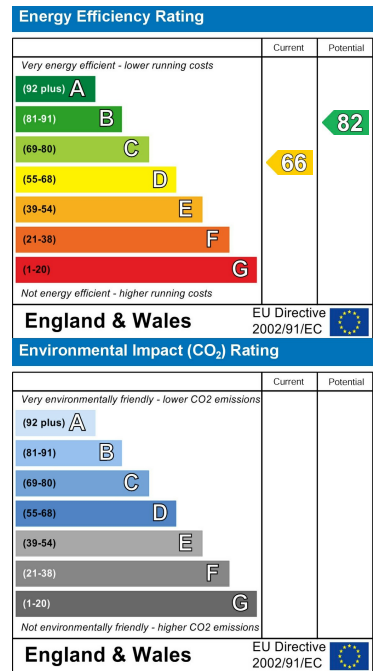 Energy Efficiency Rating
Current Potential
Very energy efficient - lower running costs
(92 plus) A
(81-91) B
(69-80) C
(55-68) D
(39-54) E
(21-38) F
(1-20) G
66
82
Not energy efficient - higher running costs
England & Wales
EU Directive
2002/91/EC
Environmental Impact (CO₂) Rating
Current Potential
Very environmentally friendly - lower CO2 emissions
(92 plus) A
(81-91) B
(69-80) C
(55-68) D
(39-54) E
(21-38) F
(1-20) G
Not environmentally friendly - higher CO2 emissions
England & Wales
EU Directive
2002/91/EC